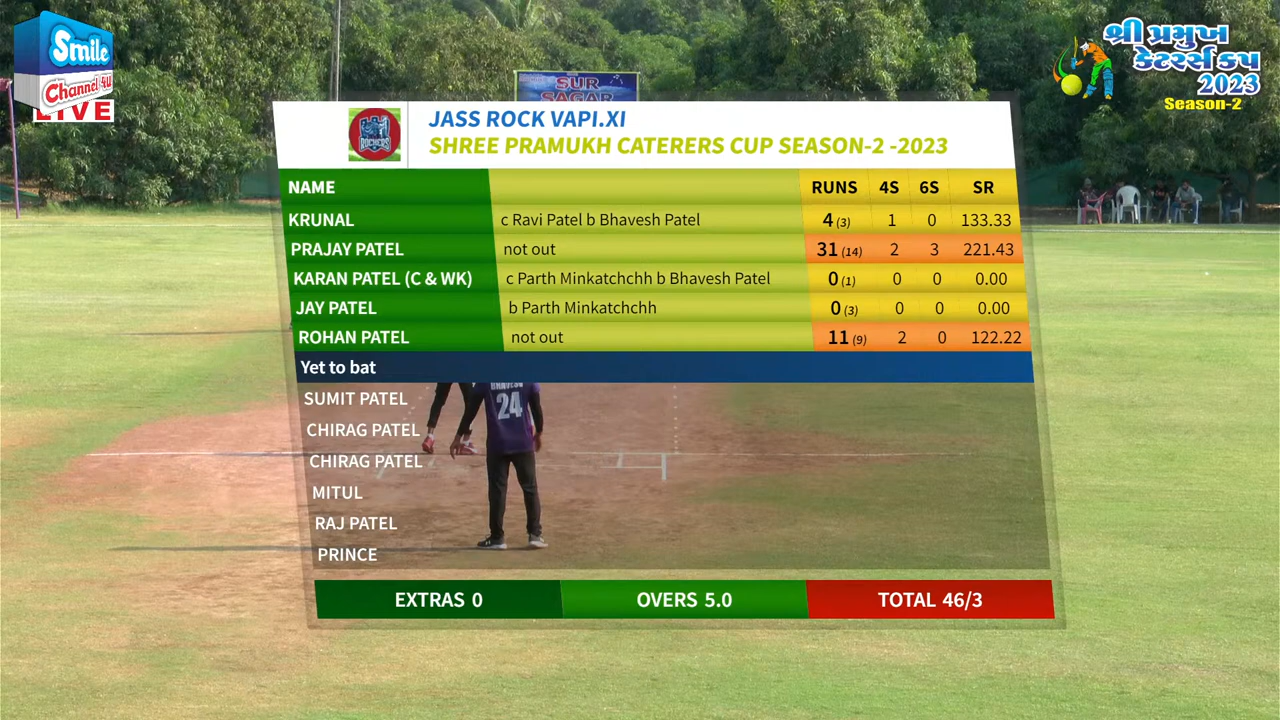 Smile
Channel 4u
LIVE
શ્રી પ્રમુખ
કેટરર્સ કપ
2023
Season-2
SUR
SAGAR
ROCKERS
JASS ROCK VAPI.XI
SHREE PRAMUKH CATERERS CUP SEASON-2 -2023
NAME RUNS 4S 6S SR
KRUNAL c Ravi Patel b Bhavesh Patel 4 (3) 1 0 133.33
PRAJAY PATEL not out 31 (14) 2 3 221.43
KARAN PATEL (C & WK) c Parth Minkatchchh b Bhavesh Patel 0 (1) 0 0 0.00
JAY PATEL b Parth Minkatchchh 0 (3) 0 0 0.00
ROHAN PATEL not out 11 (9) 2 0 122.22
Yet to bat
SUMIT PATEL
CHIRAG PATEL
CHIRAG PATEL
MITUL
RAJ PATEL
PRINCE
BHAVESH
24
EXTRAS 0 OVERS 5.0 TOTAL 46/3